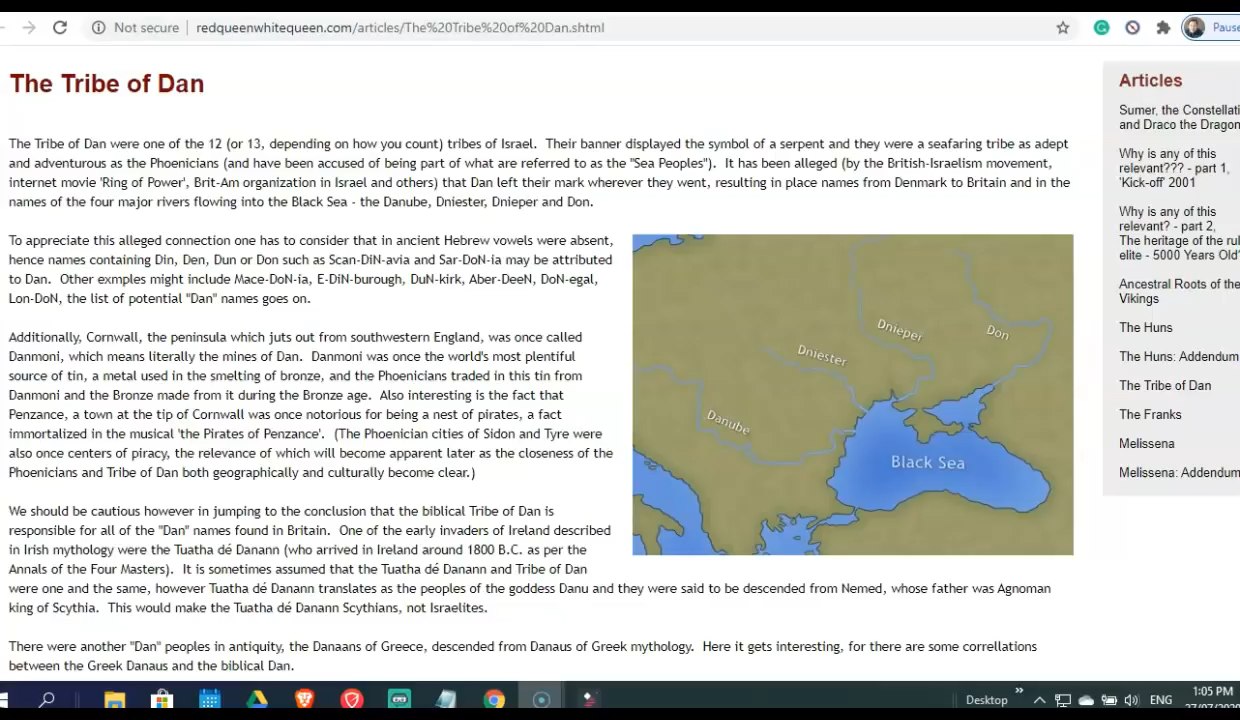 Not secure redqueenwhitequeen.com/articles/The%20Tribe%20of%20Dan.shtml
Pause
The Tribe of Dan
The Tribe of Dan were one of the 12 (or 13, depending on how you count) tribes of Israel. Their banner displayed the symbol of a serpent and they were a seafaring tribe as adept
and adventurous as the Phoenicians (and have been accused of being part of what are referred to as the "Sea Peoples"). It has been alleged (by the British-Israelism movement,
internet movie 'Ring of Power', Brit-Am organization in Israel and others) that Dan left their mark wherever they went, resulting in place names from Denmark to Britain and in the
names of the four major rivers flowing into the Black Sea - the Danube, Dniester, Dnieper and Don.
To appreciate this alleged connection one has to consider that in ancient Hebrew vowels were absent,
hence names containing Din, Den, Dun or Don such as Scan-DiN-avia and Sar-DoN-ia may be attributed
to Dan. Other exmples might include Mace-DoN-ia, E-DiN-burough, DuN-kirk, Aber-DeeN, DoN-egal,
Lon-DoN, the list of potential "Dan" names goes on.
Additionally, Cornwall, the peninsula which juts out from southwestern England, was once called
Danmoni, which means literally the mines of Dan. Danmoni was once the world's most plentiful
source of tin, a metal used in the smelting of bronze, and the Phoenicians traded in this tin from
Danmoni and the Bronze made from it during the Bronze age. Also interesting is the fact that
Penzance, a town at the tip of Cornwall was once notorious for being a nest of pirates, a fact
immortalized in the musical 'the Pirates of Penzance'. (The Phoenician cities of Sidon and Tyre were
also once centers of piracy, the relevance of which will become apparent later as the closeness of the
Phoenicians and Tribe of Dan both geographically and culturally become clear.)
We should be cautious however in jumping to the conclusion that the biblical Tribe of Dan is
responsible for all of the "Dan" names found in Britain. One of the early invaders of Ireland described
in Irish mythology were the Tuatha dé Danann (who arrived in Ireland around 1800 B.C. as per the
Annals of the Four Masters). It is sometimes assumed that the Tuatha dé Danann and Tribe of Dan
were one and the same, however Tuatha dé Danann translates as the peoples of the goddess Danu and they were said to be descended from Nemed, whose father was Agnoman
king of Scythia. This would make the Tuatha dé Danann Scythians, not Israelites.
There were another "Dan" peoples in antiquity, the Danaans of Greece, descended from Danaus of Greek mythology. Here it gets interesting, for there are some correllations
between the Greek Danaus and the biblical Dan.
Dnieper
Don
Dniester
Danube
Black Sea
Articles
Sumer, the Constellati
and Draco the Dragon
Why is any of this
relevant??? - part 1,
'Kick-off' 2001
Why is any of this
relevant? - part 2,
The heritage of the rul
elite - 5000 Years Old?
Ancestral Roots of the
Vikings
The Huns
The Huns: Addendum
The Tribe of Dan
The Franks
Melissena
Melissena: Addendum
Desktop
ENG
1:05 PM